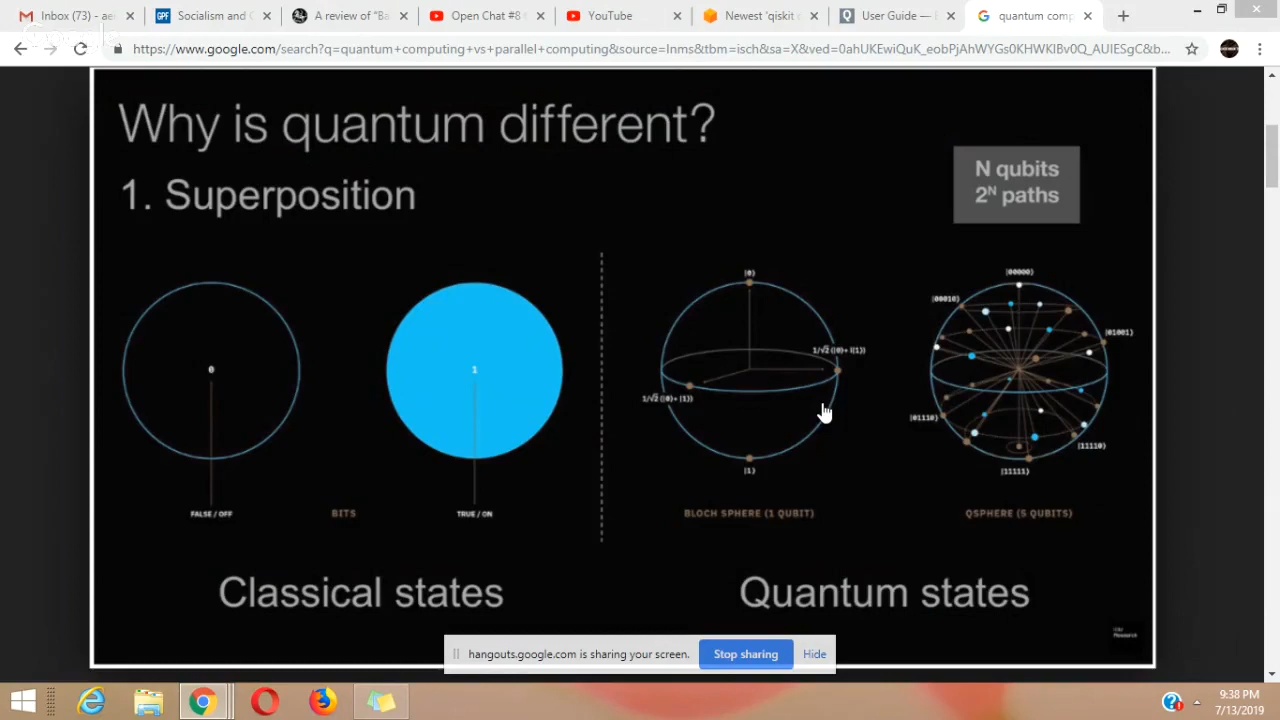 Inbox (73) - ae
Socialism and C
A review of "Ba
Open Chat #8
YouTube
Newest 'qiskit
User Guide — R
quantum comp
https://www.google.com/search?q=quantum+computing+vs+parallel+computing&source=lnms&tbm=isch&sa=X&ved=0ahUKEwiQuK_eobPjAhWYGs0KHWKIBv0Q_AUIESgC&b...
Why is quantum different?
1. Superposition
N qubits
2ᴺ paths
|0⟩
|00000⟩
|00010⟩
|01001⟩
1/√2 (|0⟩+ i|1⟩)
0
1
1/√2 (|0⟩+ |1⟩)
|01110⟩
|11110⟩
|1⟩
|11111⟩
FALSE / OFF
BITS
TRUE / ON
BLOCH SPHERE (1 QUBIT)
QSPHERE (5 QUBITS)
Classical states
Quantum states
Research
hangouts.google.com is sharing your screen.
Stop sharing
Hide
9:38 PM
7/13/2019